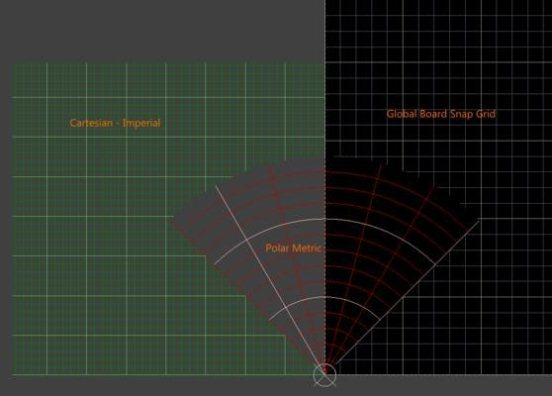 Cartesian - Imperial
Global Board Snap Grid
Polar Metric